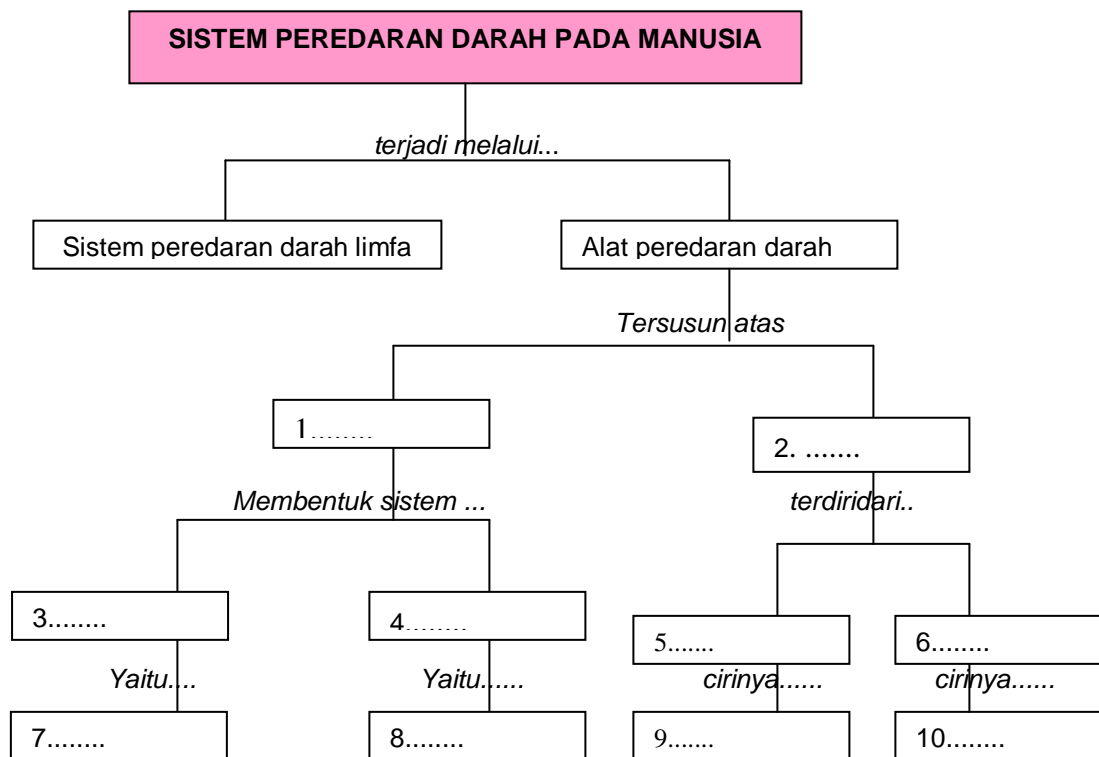 SISTEM PEREDARAN DARAH PADA MANUSIA
terjadi melalui...
Sistem peredaran darah limfa
Alat peredaran darah
Tersusun atas
1........
2. .......
Membentuk sistem ...
terdiridari..
3........
4........
5.......
6........
Yaitu....
Yaitu......
cirinya......
cirinya......
7........
8........
9.......
10........